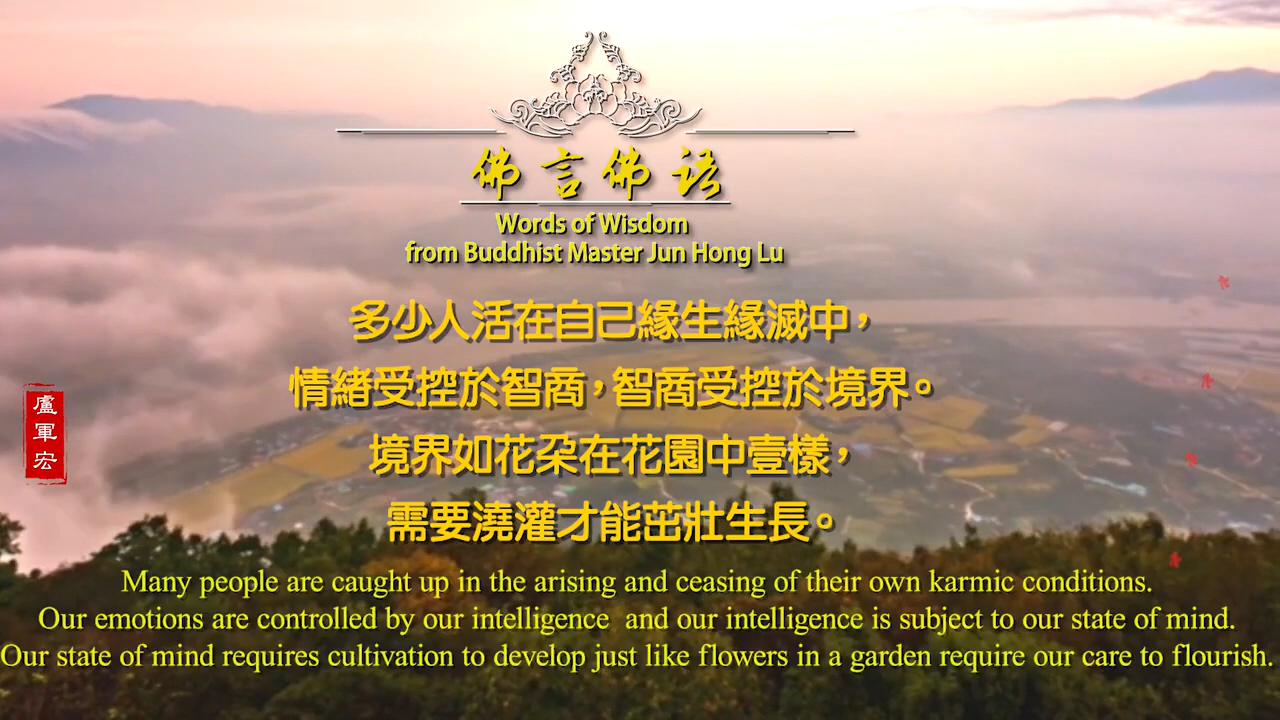 佛言佛语
Words of Wisdom
from Buddhist Master Jun Hong Lu
多少人活在自己緣生緣滅中，
情緒受控於智商，智商受控於境界。
境界如花朵在花園中壹樣，
需要澆灌才能茁壯生長。
盧軍宏
Many people are caught up in the arising and ceasing of their own karmic conditions.
Our emotions are controlled by our intelligence and our intelligence is subject to our state of mind.
Our state of mind requires cultivation to develop just like flowers in a garden require our care to flourish.